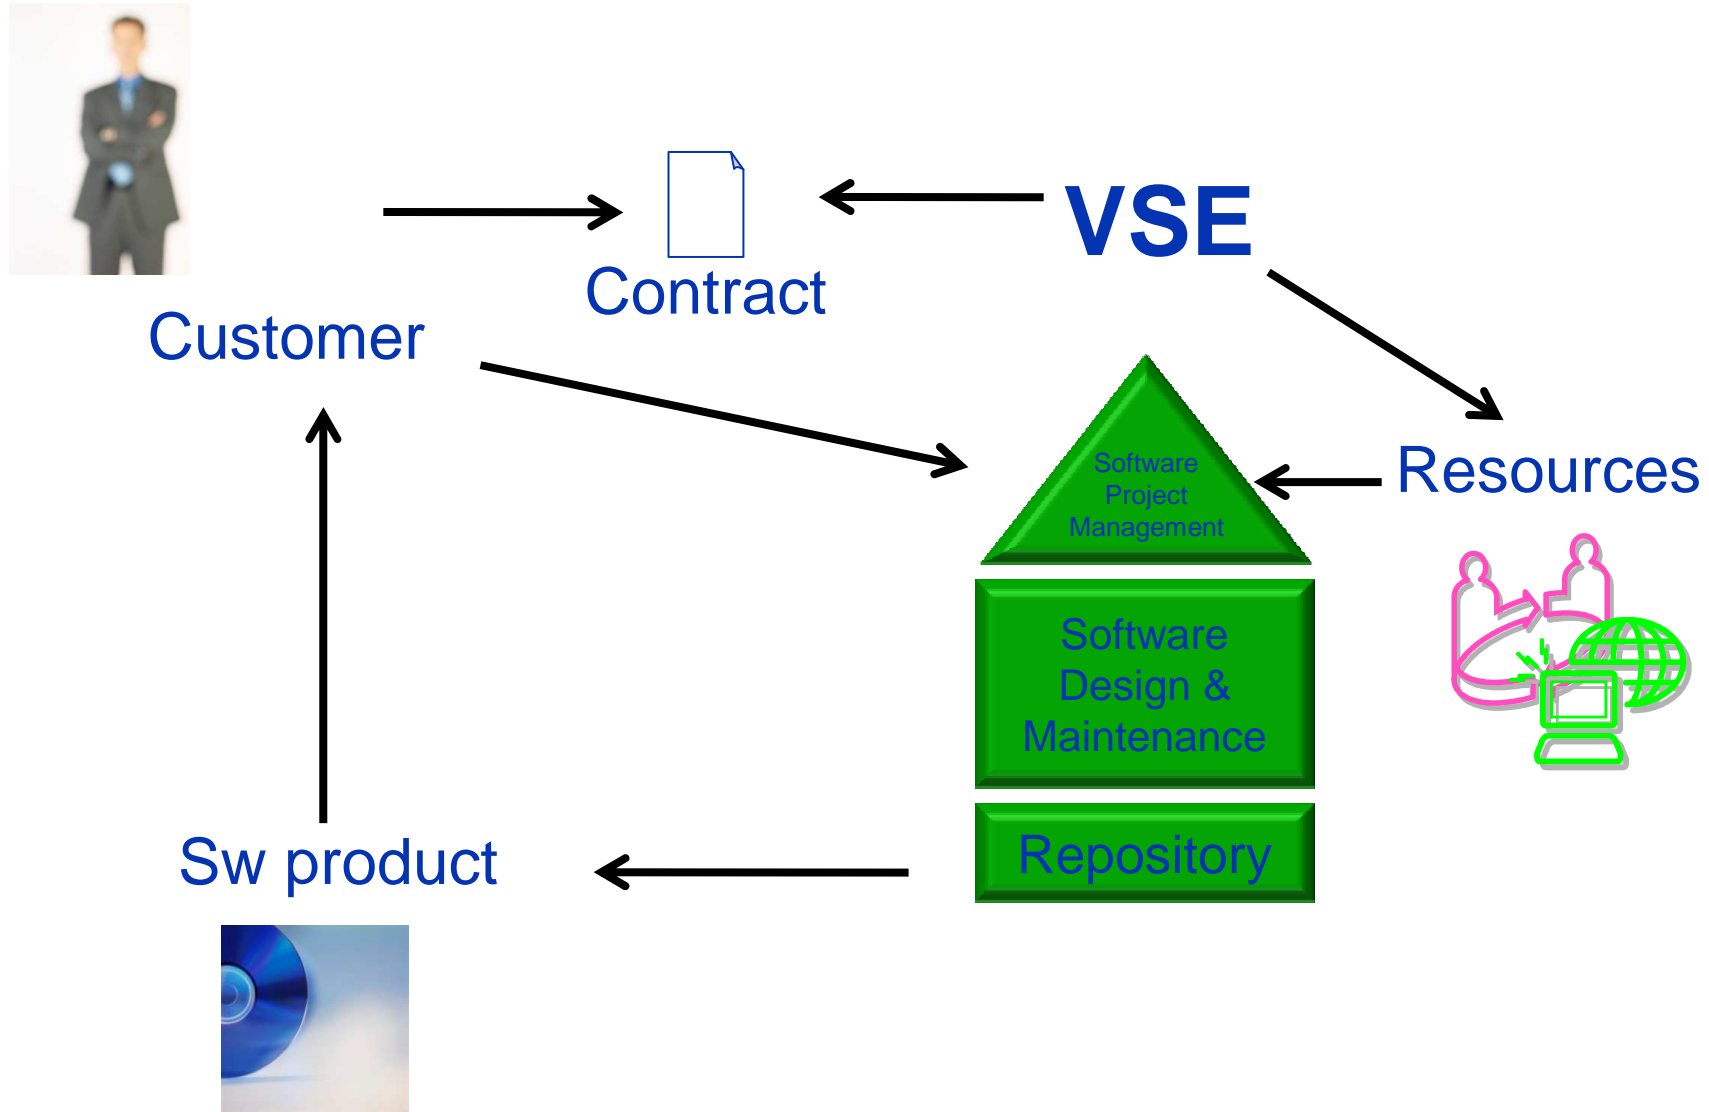 VSE
Contract
Customer
Software
Project
Management
Resources
Software
Design &
Maintenance
Repository
Sw product